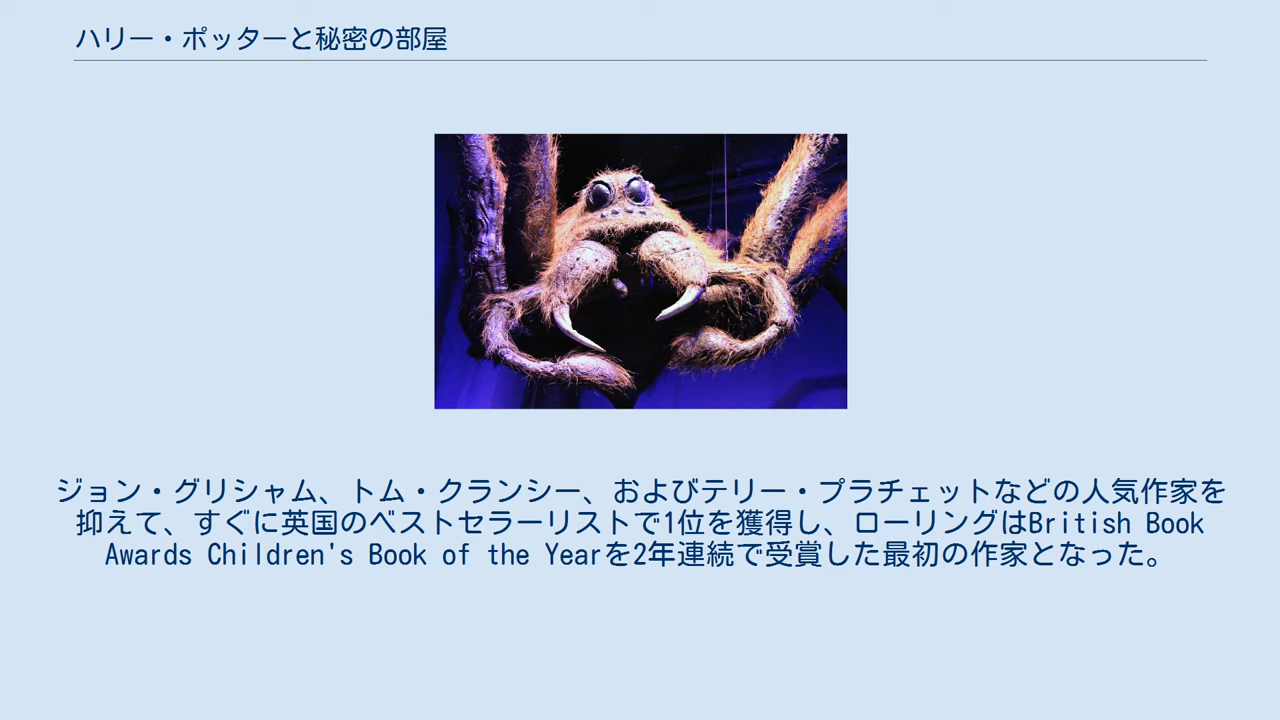 ハリー・ポッターと秘密の部屋
ジョン・グリシャム、トム・クランシー、およびテリー・プラチェットなどの人気作家を
抑えて、すぐに英国のベストセラーリストで1位を獲得し、ローリングはBritish Book
Awards Children's Book of the Yearを2年連続で受賞した最初の作家となった。